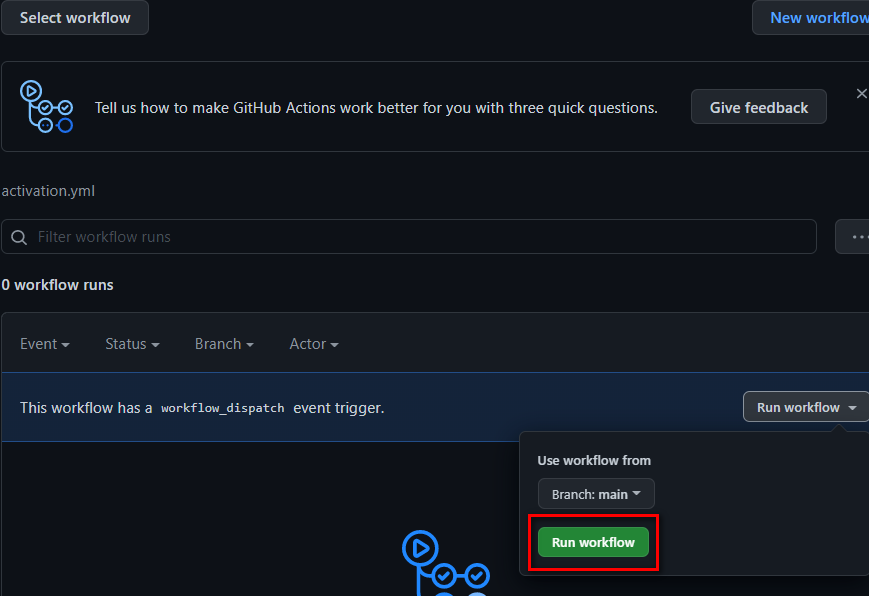 Select workflow
New workflow
Tell us how to make GitHub Actions work better for you with three quick questions.
Give feedback
activation.yml
Filter workflow runs
0 workflow runs
Event
Status
Branch
Actor
This workflow has a workflow_dispatch event trigger.
Run workflow
Use workflow from
Branch: main
Run workflow